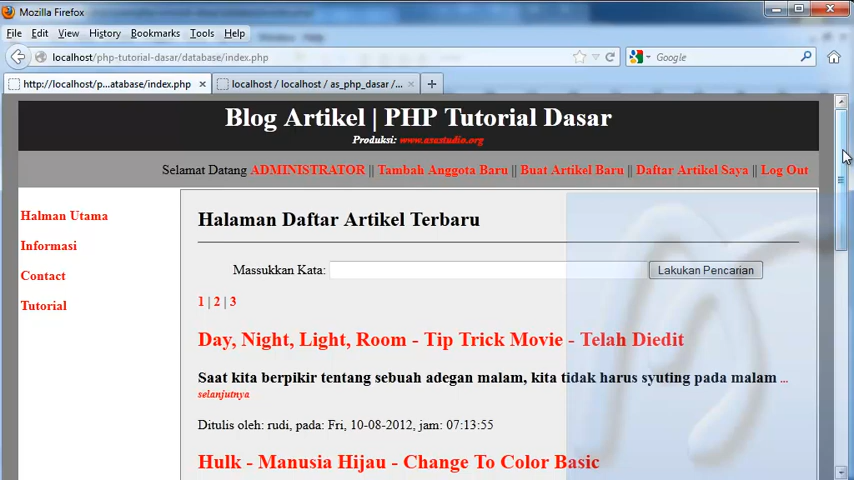 Mozilla Firefox
File Edit View History Bookmarks Tools Help
localhost/php-tutorial-dasar/database/index.php
Google
http://localhost/p...atabase/index.php
localhost / localhost / as_php_dasar /...
Blog Artikel | PHP Tutorial Dasar
Produksi: www.asastudio.org
Selamat Datang ADMINISTRATOR || Tambah Anggota Baru || Buat Artikel Baru || Daftar Artikel Saya || Log Out
Halman Utama
Informasi
Contact
Tutorial
Halaman Daftar Artikel Terbaru
Massukkan Kata:
Lakukan Pencarian
1 | 2 | 3
Day, Night, Light, Room - Tip Trick Movie - Telah Diedit
Saat kita berpikir tentang sebuah adegan malam, kita tidak harus syuting pada malam ...
selanjutnya
Ditulis oleh: rudi, pada: Fri, 10-08-2012, jam: 07:13:55
Hulk - Manusia Hijau - Change To Color Basic